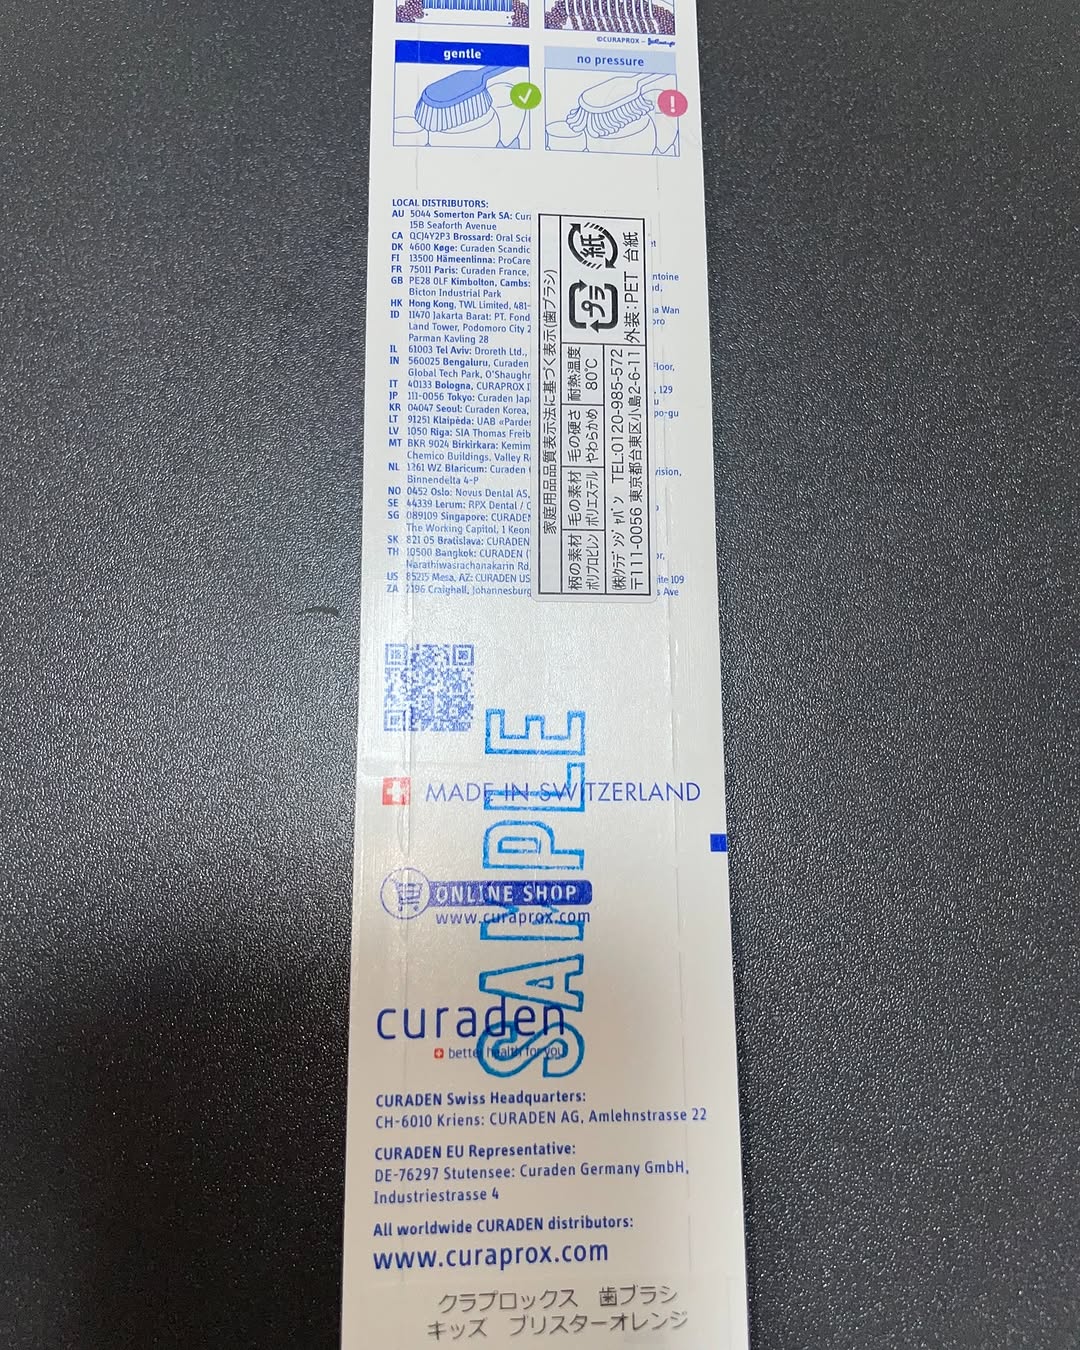 ©CURAPROX –
gentle
no pressure
LOCAL DISTRIBUTORS:
AU 5044 Somerton Park SA:
15B Seaforth Avenue
CA QCJ4Y2P3 Brossard: Oral
DK 4600 Køge: Curaden
FI 13500 Hämeenlinna: ProCare
FR 75011 Paris: Curaden France,
GB PE28 0LF Kimbolton, Cambs:
Bicton Industrial Park
HK Hong Kong, TWL Limited, 481-
ID 11470 Jakarta Barat: PT.
Land Tower, Podomoro City
Parman Kavling 28
IL 61003 Tel Aviv: Droreth Ltd.,
IN 560025 Bengaluru, Curaden
Global Tech Park,
IT 40133 Bologna, CURAPROX
JP 111-0056 Tokyo: Curaden
KR 04047 Seoul: Curaden Korea,
LT 91251 Klaipėda: UAB
LV 1050 Riga: SIA Thomas
MT BKR 9024 Birkirkara:
Chemico Buildings, Valley
NL 1261 WZ Blaricum: Curaden
Binnendelta 4-P
NO 0452 Oslo: Novus Dental AS,
SE 44339 Lerum: RPX Dental /
SG 089109 Singapore: CURADEN
The Working Capitol, 1
SK 821 05 Bratislava: CURADEN
TH 10500 Bangkok: CURADEN
Narathiwasrachanakarin Rd,
US 85215 Mesa, AZ: CURADEN US
ZA 2196 Craighall, Johannesburg
家庭用品品質表示法に基づく表示(歯ブラシ)
柄の素材 毛の素材 毛の硬さ 耐熱温度
ポリプロピレン ポリエステル やわらかめ 80℃
プラ 紙
(株)クラデンジャパン TEL:0120-985-572
〒111-0056 東京都台東区小島2-6-11
外装:PET 台紙
MADE IN SWITZERLAND
SAMPLE
ONLINE SHOP
www.curaprox.com
curaden
better health for you
CURADEN Swiss Headquarters:
CH-6010 Kriens: CURADEN AG, Amlehnstrasse 22
CURADEN EU Representative:
DE-76297 Stutensee: Curaden Germany GmbH,
Industriestrasse 4
All worldwide CURADEN distributors:
www.curaprox.com
クラプロックス 歯ブラシ
キッズ ブリスターオレンジ